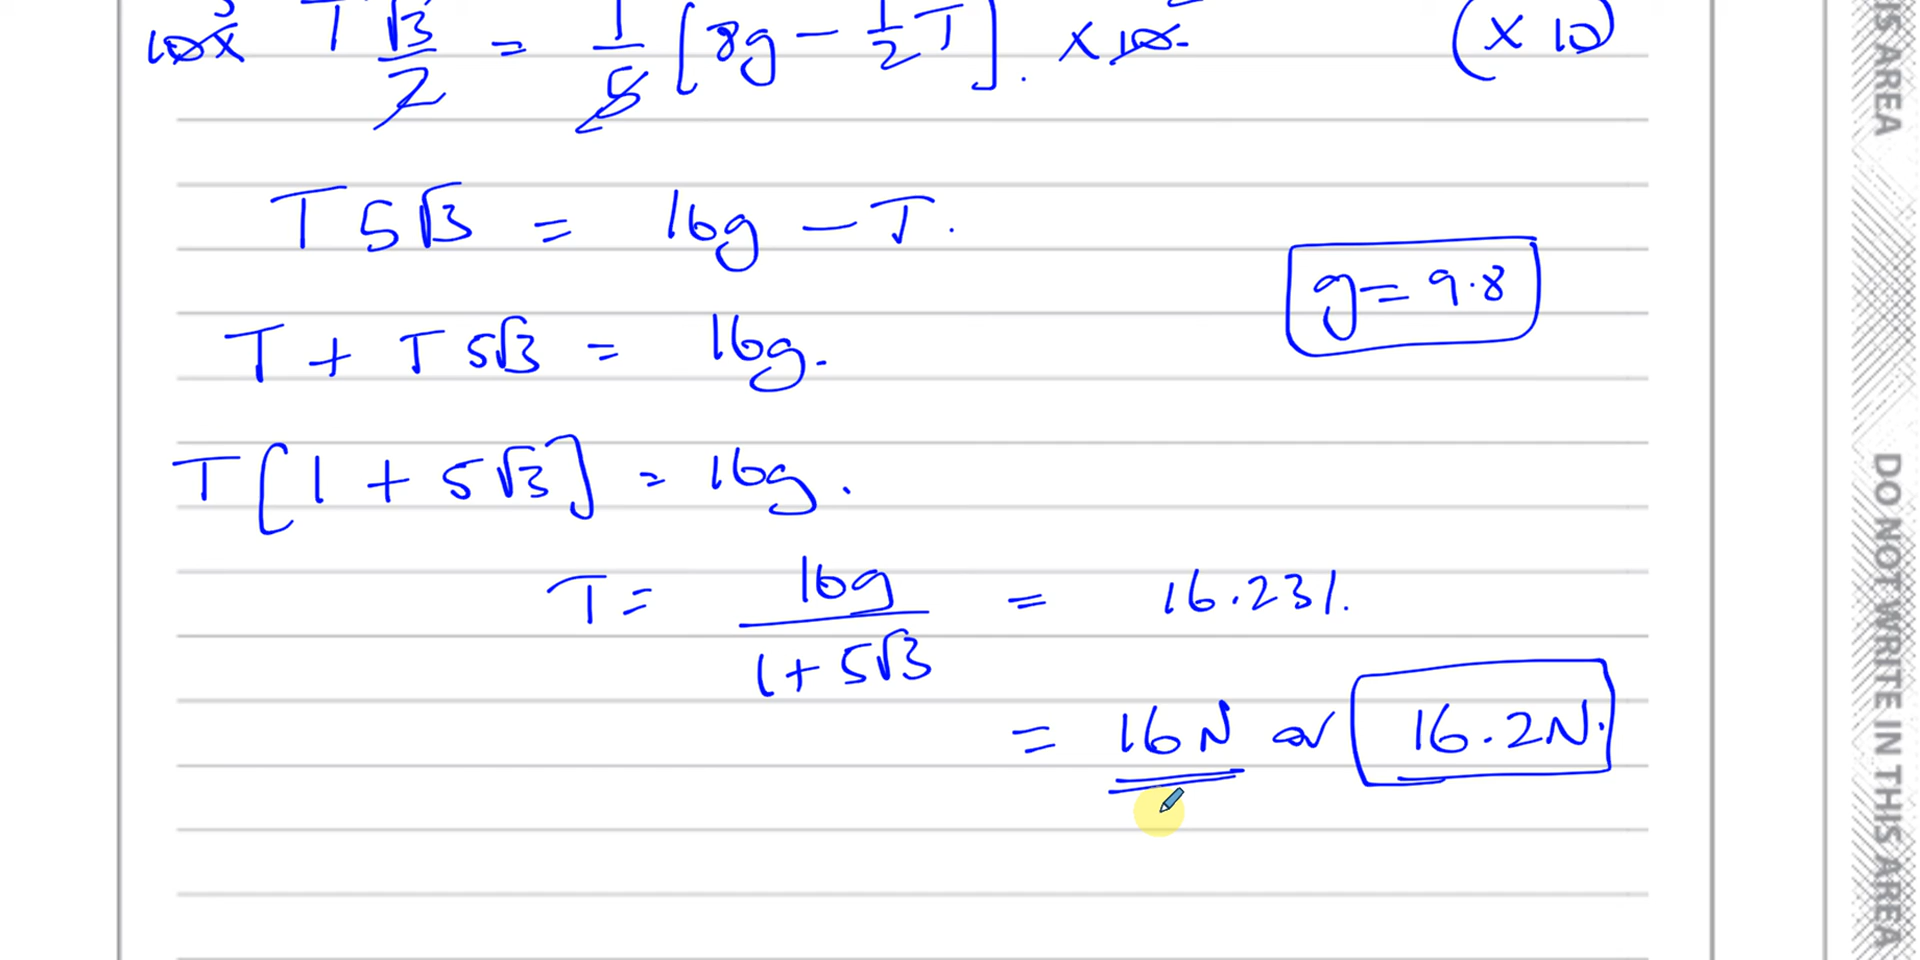 10x T √3/2 = 1/5 [8g - 1/2 T]. x 10 (x 10)
T 5√3 = 16g - T.
g = 9.8
T + T 5√3 = 16g.
T [1 + 5√3] = 16g.
T = 16g / 1 + 5√3 = 16.231.
= 16N or 16.2N.
IS AREA
DO NOT WRITE IN THIS AREA